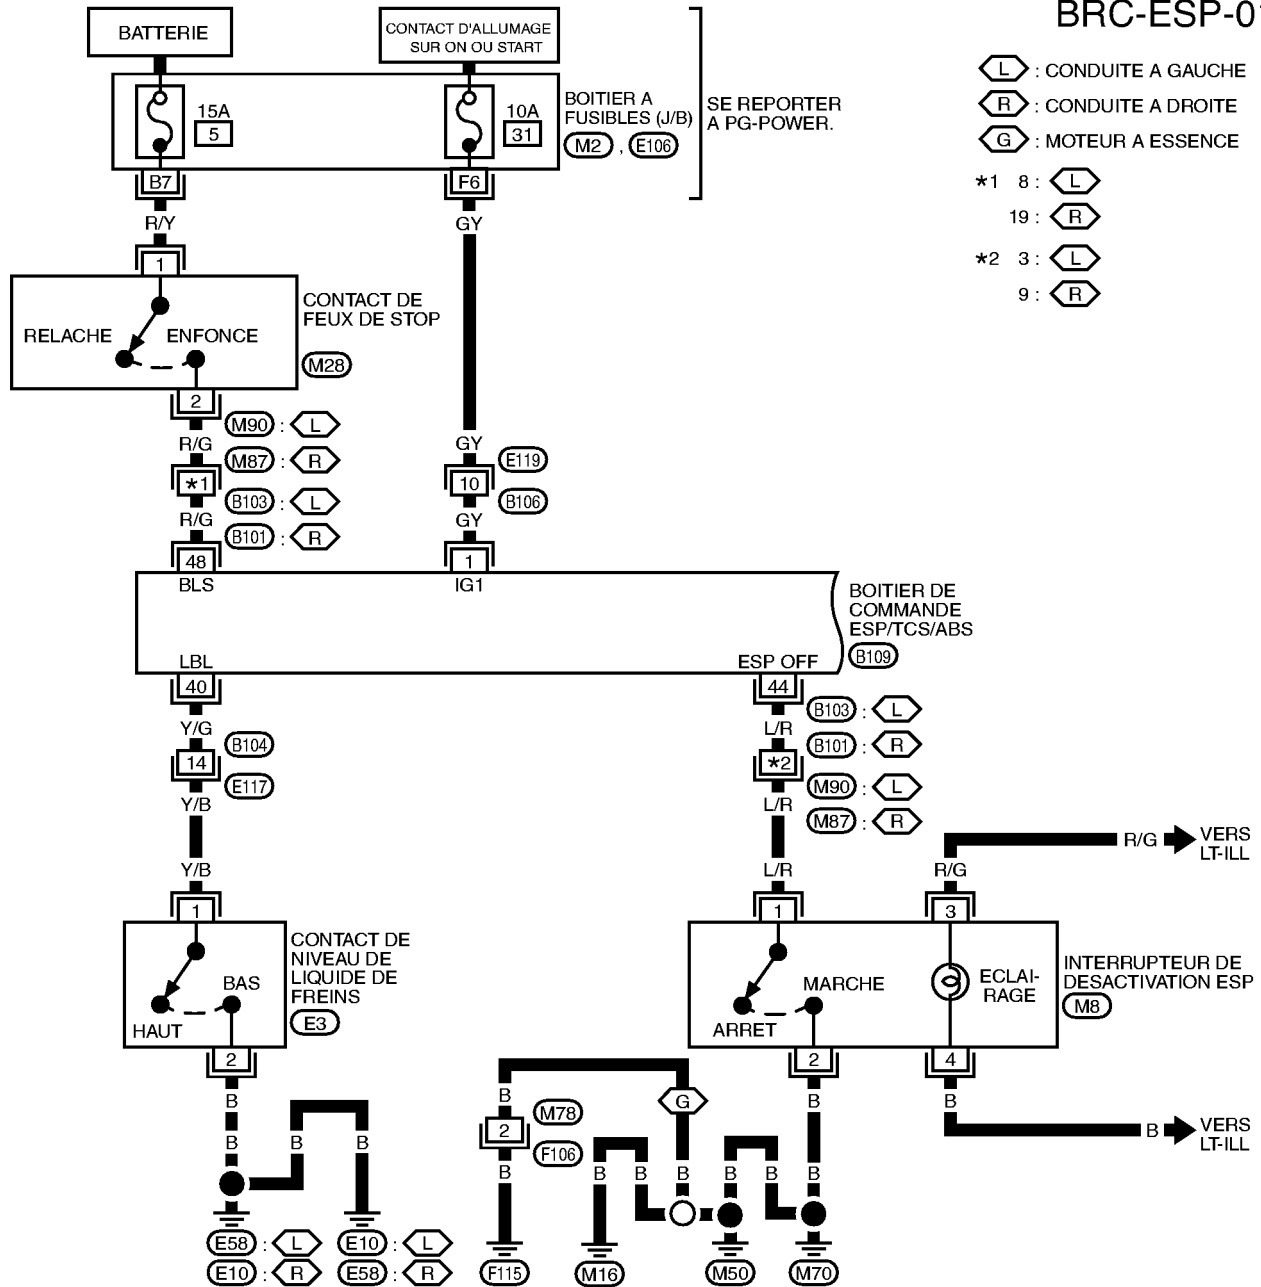 BRC-ESP-01
BATTERIE
CONTACT D'ALLUMAGE
SUR ON OU START
L : CONDUITE A GAUCHE
R : CONDUITE A DROITE
G : MOTEUR A ESSENCE
*1 8 : L
19 : R
*2 3 : L
9 : R
15A
5
10A
31
BOITIER A
FUSIBLES (J/B)
M2 , E106
SE REPORTER
A PG-POWER.
B7
F6
R/Y
GY
1
CONTACT DE
FEUX DE STOP
RELACHE
ENFONCE
M28
2
M90 : L
R/G
M87 : R
*1
B103 : L
R/G
B101 : R
48
GY
E119
10
B106
GY
1
BLS
IG1
BOITIER DE
COMMANDE
ESP/TCS/ABS
B109
LBL
ESP OFF
40
44
Y/G
B104
14
E117
Y/B
Y/B
B103 : L
L/R
B101 : R
*2
M90 : L
L/R
M87 : R
L/R
R/G
VERS
LT-ILL
R/G
1
1
3
CONTACT DE
NIVEAU DE
LIQUIDE DE
FREINS
E3
BAS
HAUT
2
MARCHE
ARRET
ECLAI-
RAGE
INTERRUPTEUR DE
DESACTIVATION ESP
M8
2
4
B
B
B
B
B
G
M78
2
F106
B
B
B
B
B
B
B
B
B
B
VERS
LT-ILL
E58 : L
E10 : L
E10 : R
E58 : R
F115
M16
M50
M70